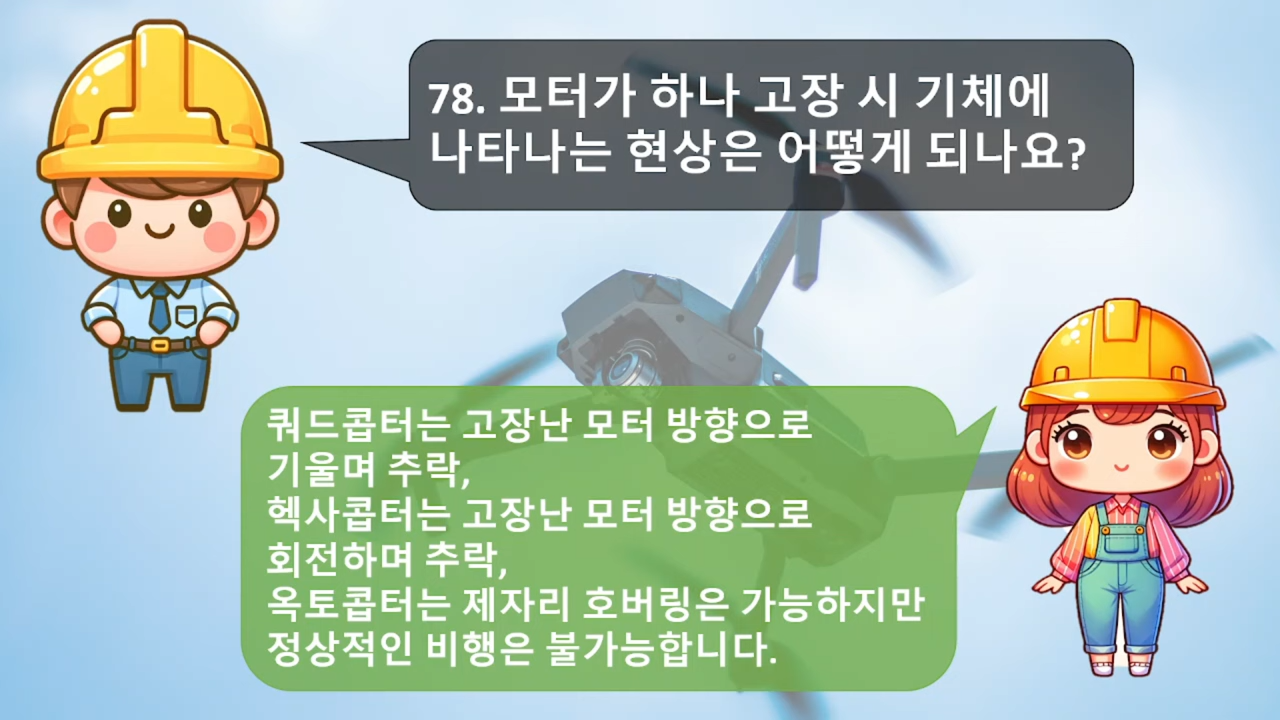 78. 모터가 하나 고장 시 기체에
나타나는 현상은 어떻게 되나요?
쿼드콥터는 고장난 모터 방향으로
기울며 추락,
헥사콥터는 고장난 모터 방향으로
회전하며 추락,
옥토콥터는 제자리 호버링은 가능하지만
정상적인 비행은 불가능합니다.